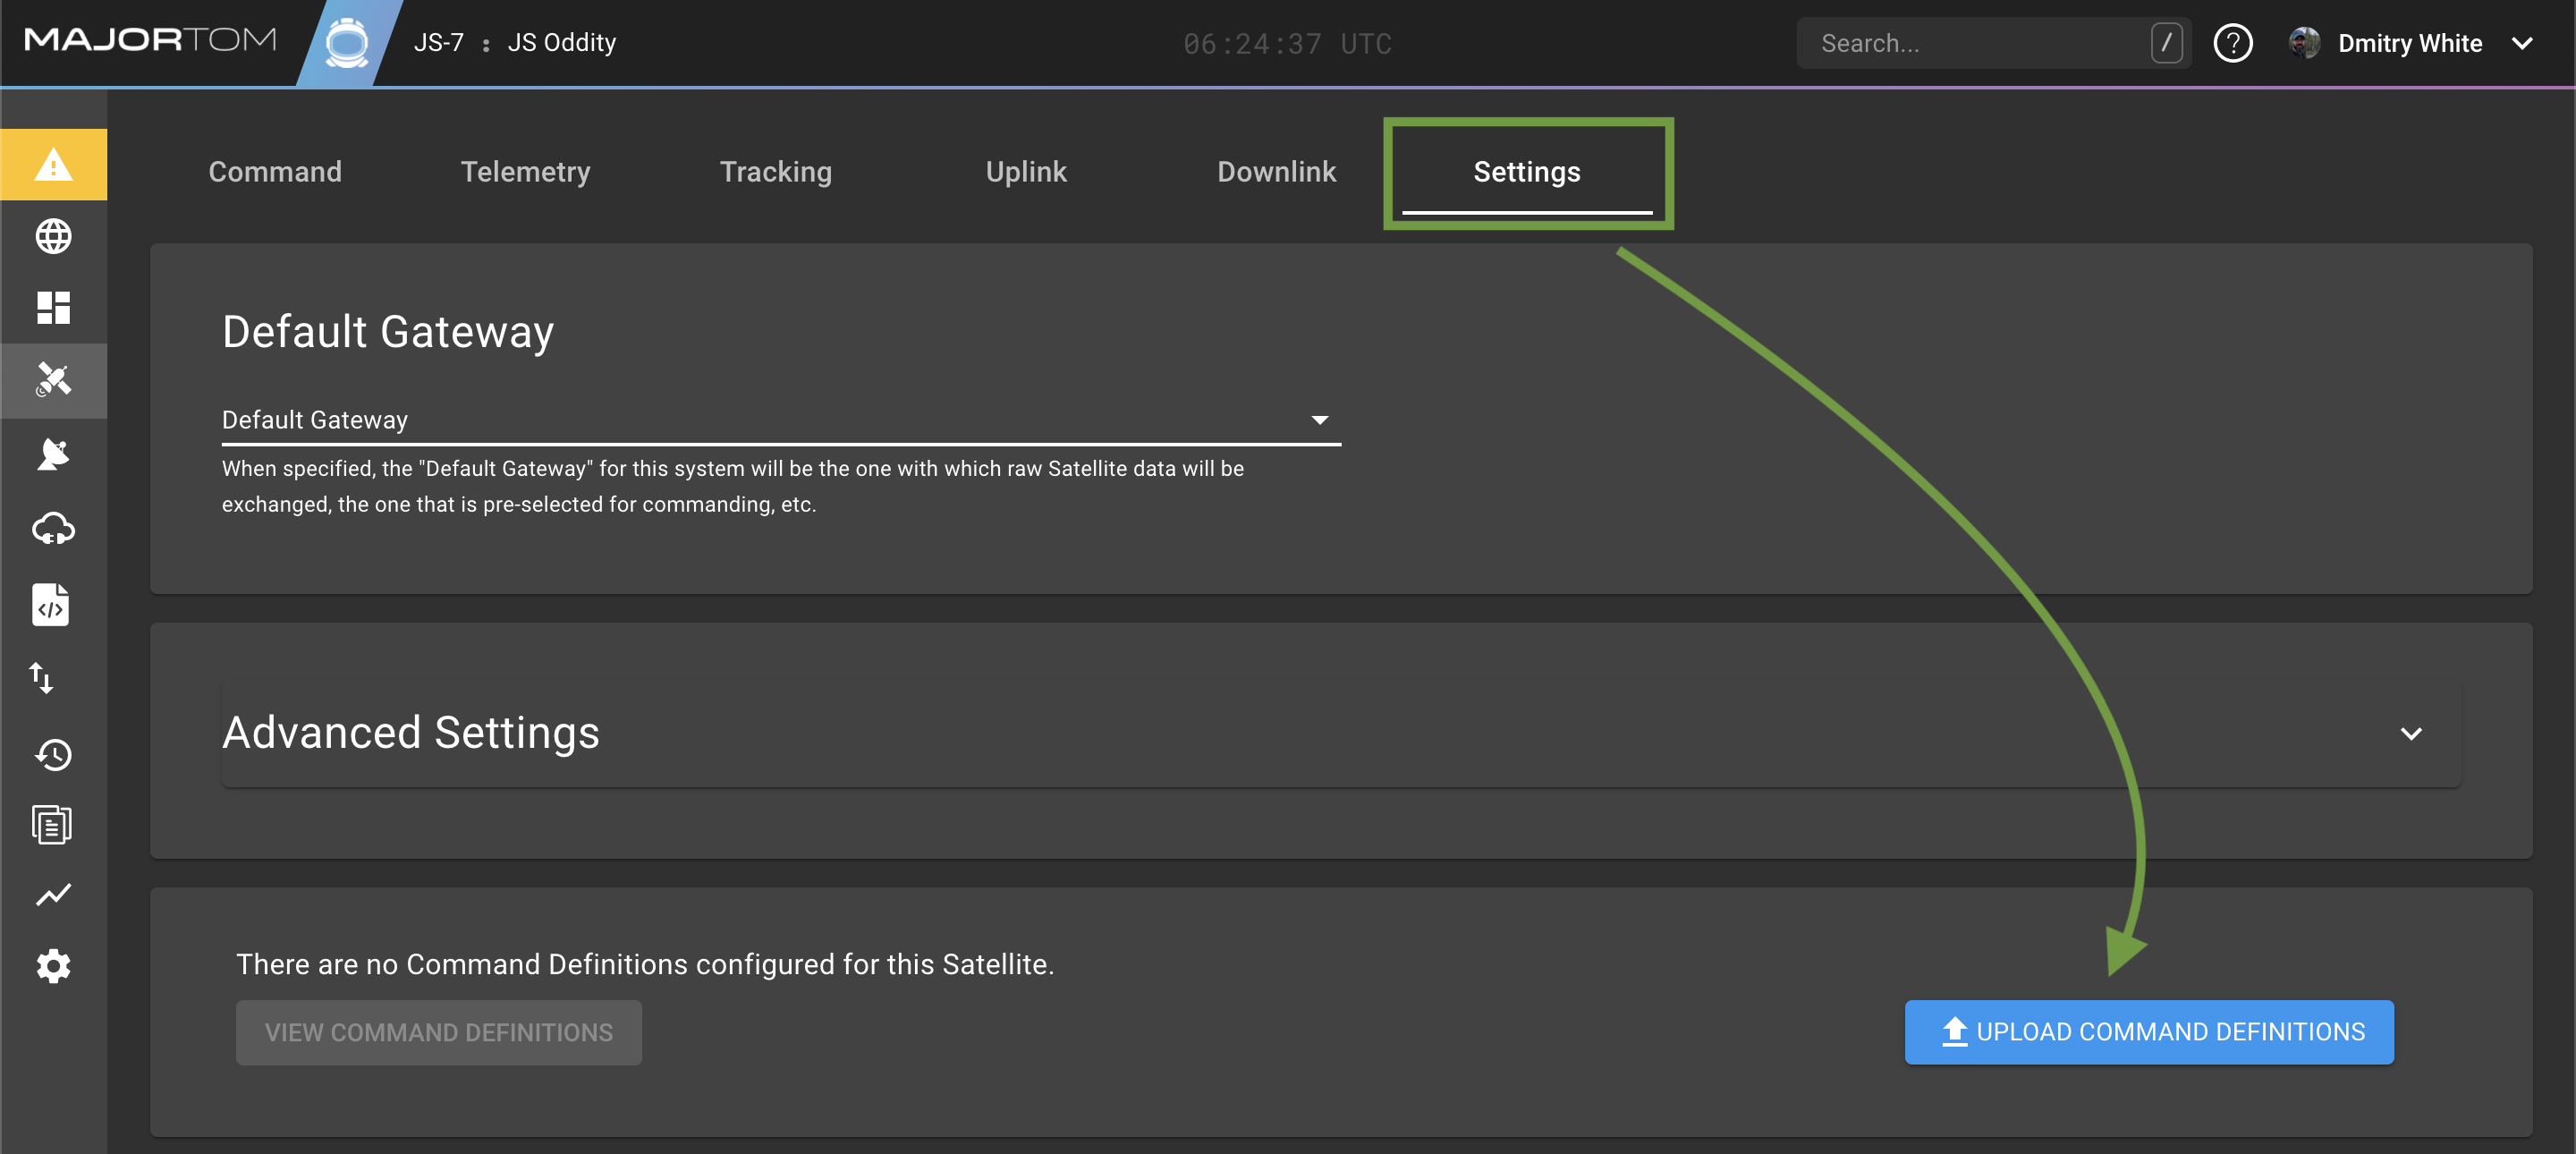 MAJORTOM
JS-7 : JS Oddity
06:24:37 UTC
Search...
/
?
Dmitry White
Command
Telemetry
Tracking
Uplink
Downlink
Settings
Default Gateway
Default Gateway
When specified, the "Default Gateway" for this system will be the one with which raw Satellite data will be
exchanged, the one that is pre-selected for commanding, etc.
Advanced Settings
There are no Command Definitions configured for this Satellite.
VIEW COMMAND DEFINITIONS
UPLOAD COMMAND DEFINITIONS